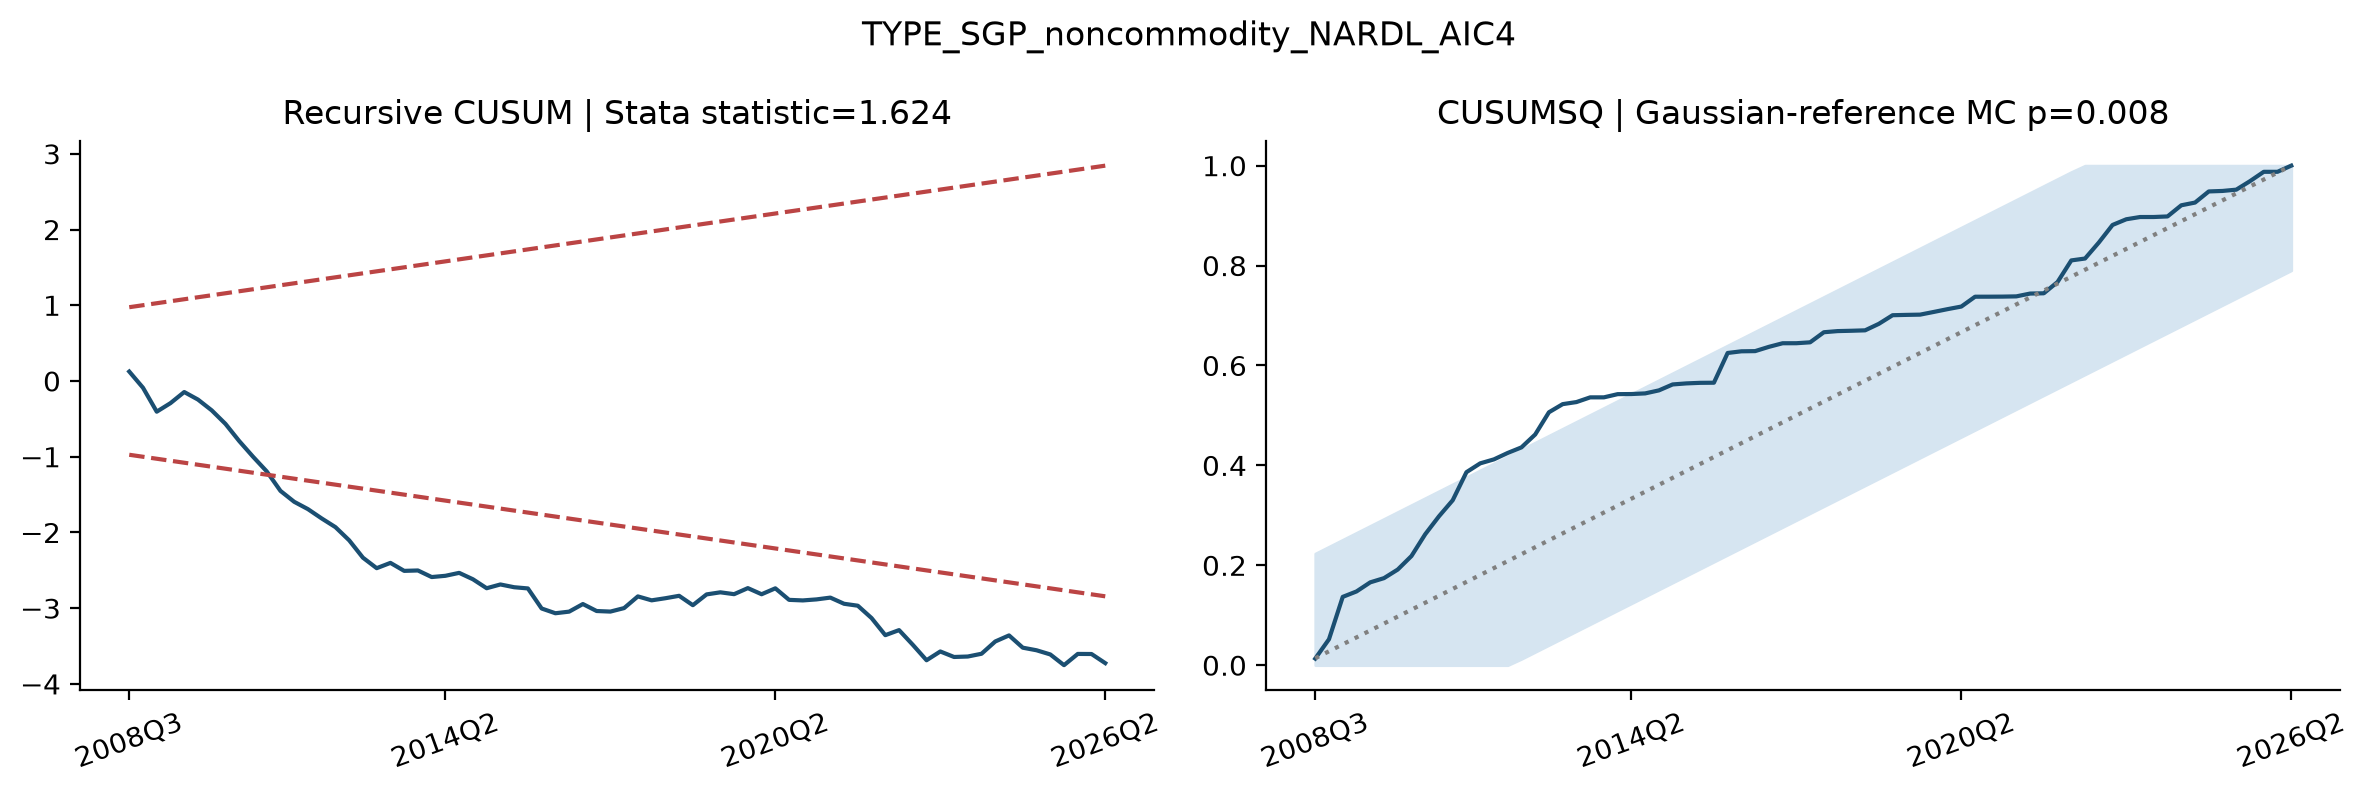 TYPE_SGP_noncommodity_NARDL_AIC4
Recursive CUSUM | Stata statistic=1.624
3
2
1
0
−1
−2
−3
−4
2008Q3
2014Q2
2020Q2
2026Q2
CUSUMSQ | Gaussian-reference MC p=0.008
1.0
0.8
0.6
0.4
0.2
0.0
2008Q3
2014Q2
2020Q2
2026Q2